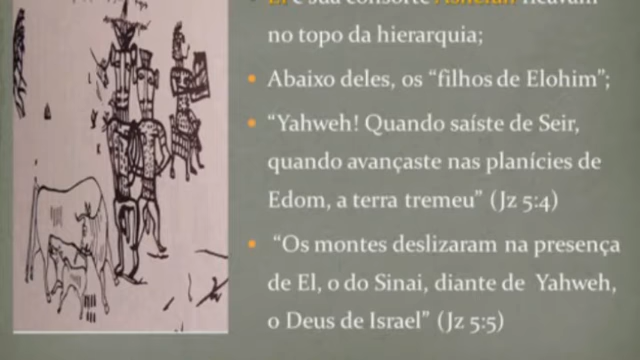 no topo da hierarquia;
Abaixo deles, os “filhos de Elohim”;
“Yahweh! Quando saíste de Seir,
quando avançaste nas planícies de
Edom, a terra tremeu” (Jz 5:4)
“Os montes deslizaram na presença
de El, o do Sinai, diante de Yahweh,
o Deus de Israel” (Jz 5:5)